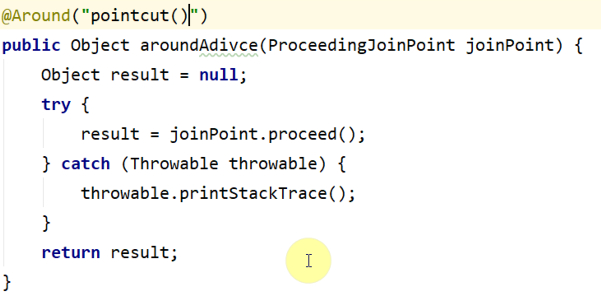 @Around("pointcut()")
public Object aroundAdivce(ProceedingJoinPoint joinPoint) {
    Object result = null;
    try {
        result = joinPoint.proceed();
    } catch (Throwable throwable) {
        throwable.printStackTrace();
    }
    return result;
}